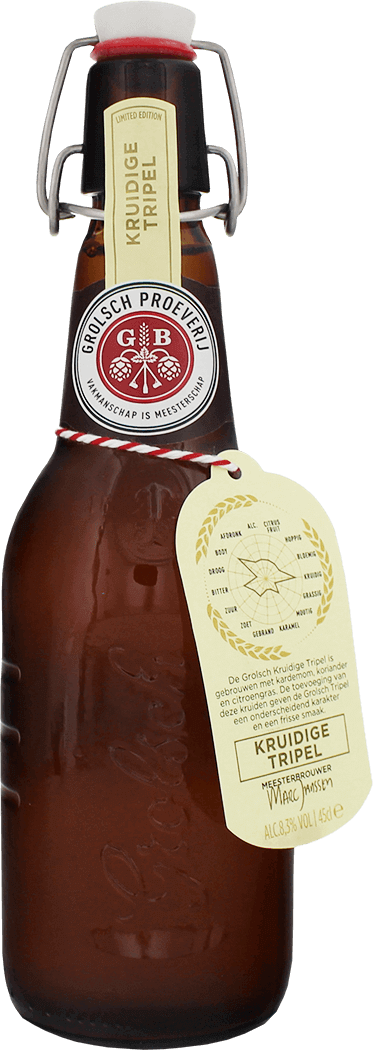 LIMITED EDITION
KRUIDIGE
TRIPEL
GROLSCH PROEVERIJ
G B
VAKMANSCHAP IS MEESTERSCHAP
AFDRONK
ALC.
CITRUS
FRUIT
HOPPIG
BLOEMIG
KRUIDIG
GRASSIG
MOUTIG
KARAMEL
GEBRAND
ZOET
ZUUR
BITTER
DROOG
BODY
De Grolsch Kruidige Tripel is
gebrouwen met kardemom, koriander
en citroengras. De toevoeging van
deze kruiden geven de Grolsch Tripel
een onderscheidend karakter
en een frisse smaak.
KRUIDIGE
TRIPEL
MEESTERBROUWER
Marc Janssen
ALC.8,3% VOL | 45cl e
Grolsch